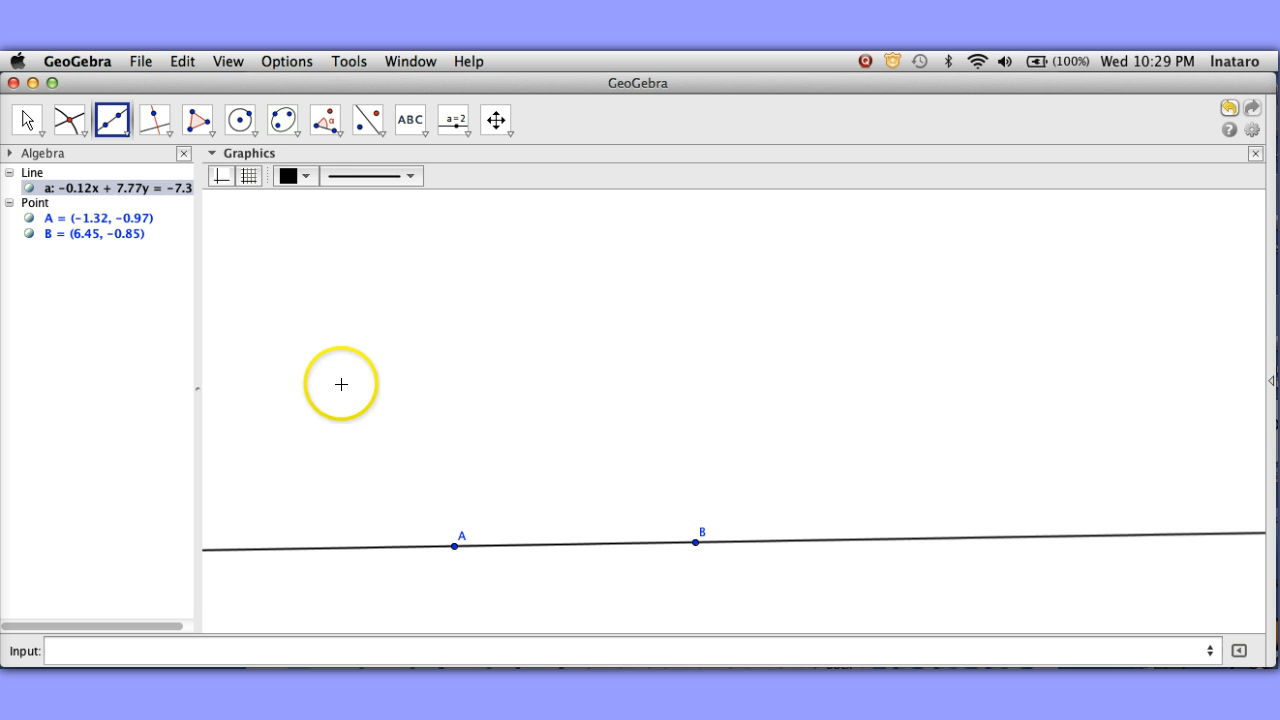 GeoGebra File Edit View Options Tools Window Help (100%) Wed 10:29 PM Inataro
GeoGebra
α ABC a=2
Algebra
Graphics
Line
a: -0.12x + 7.77y = -7.3
Point
A = (-1.32, -0.97)
B = (6.45, -0.85)
A
B
Input: